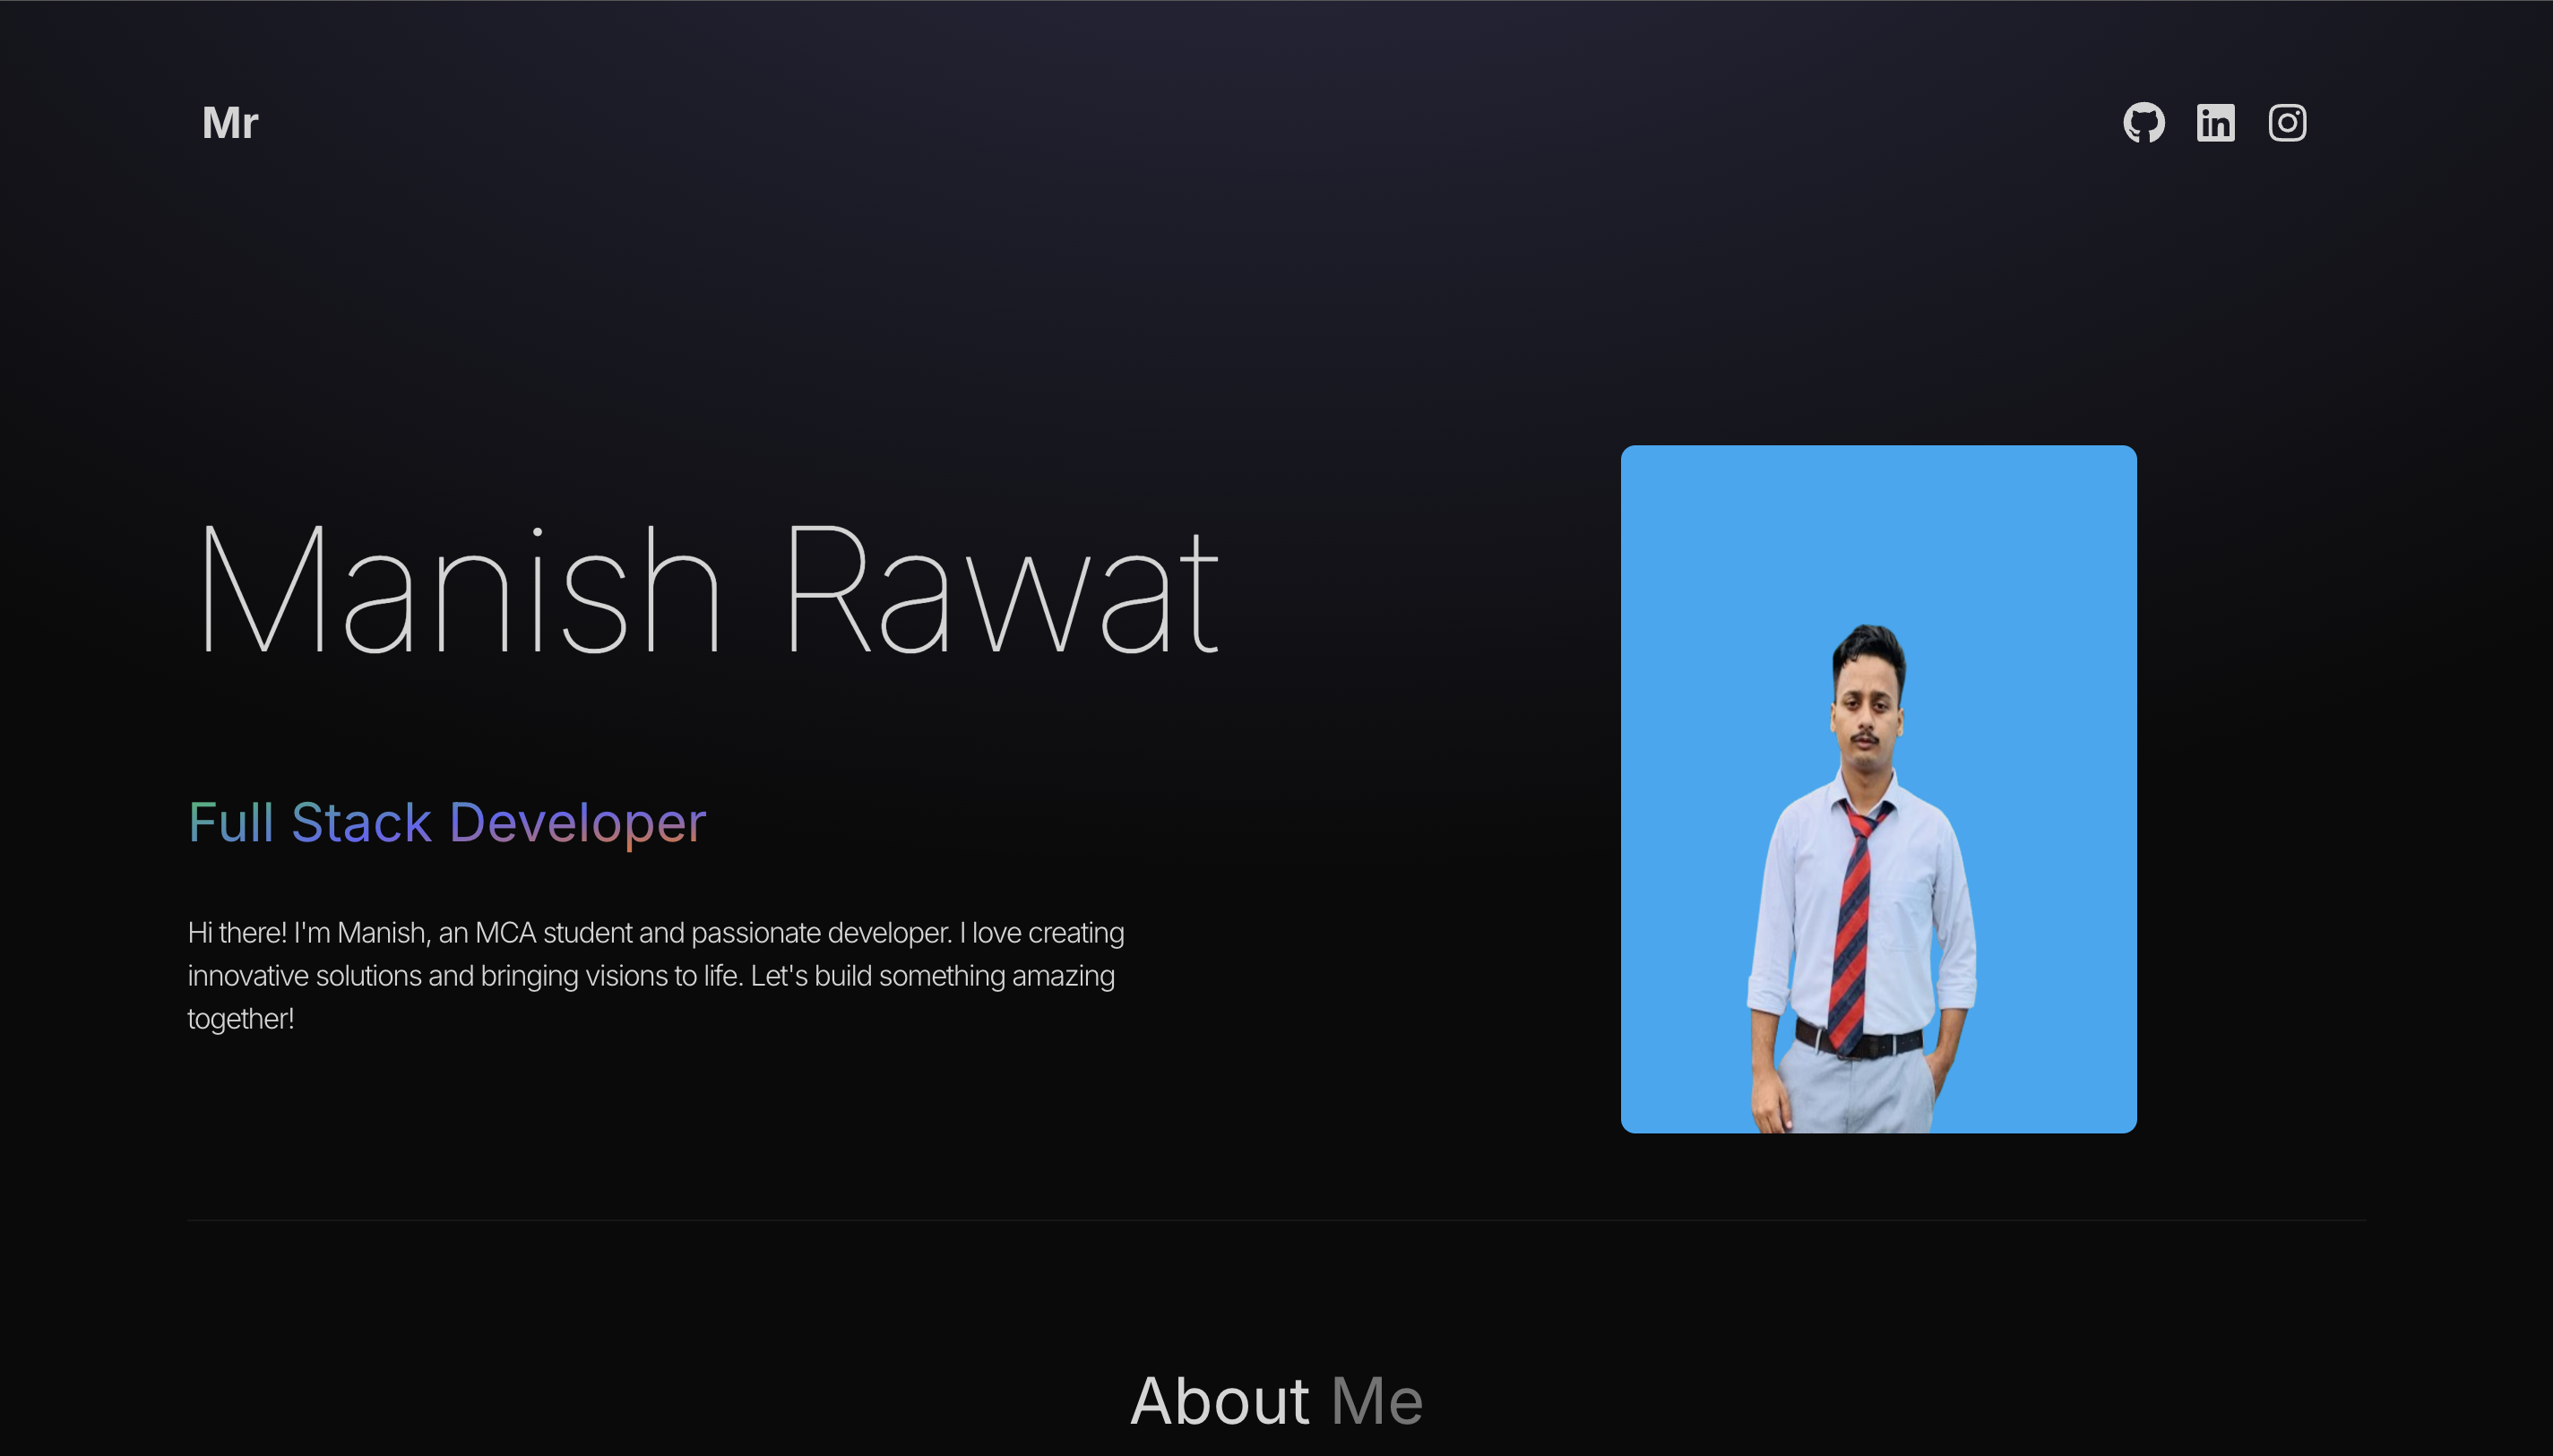 Mr
Manish Rawat
Full Stack Developer
Hi there! I'm Manish, an MCA student and passionate developer. I love creating
innovative solutions and bringing visions to life. Let's build something amazing
together!
About Me